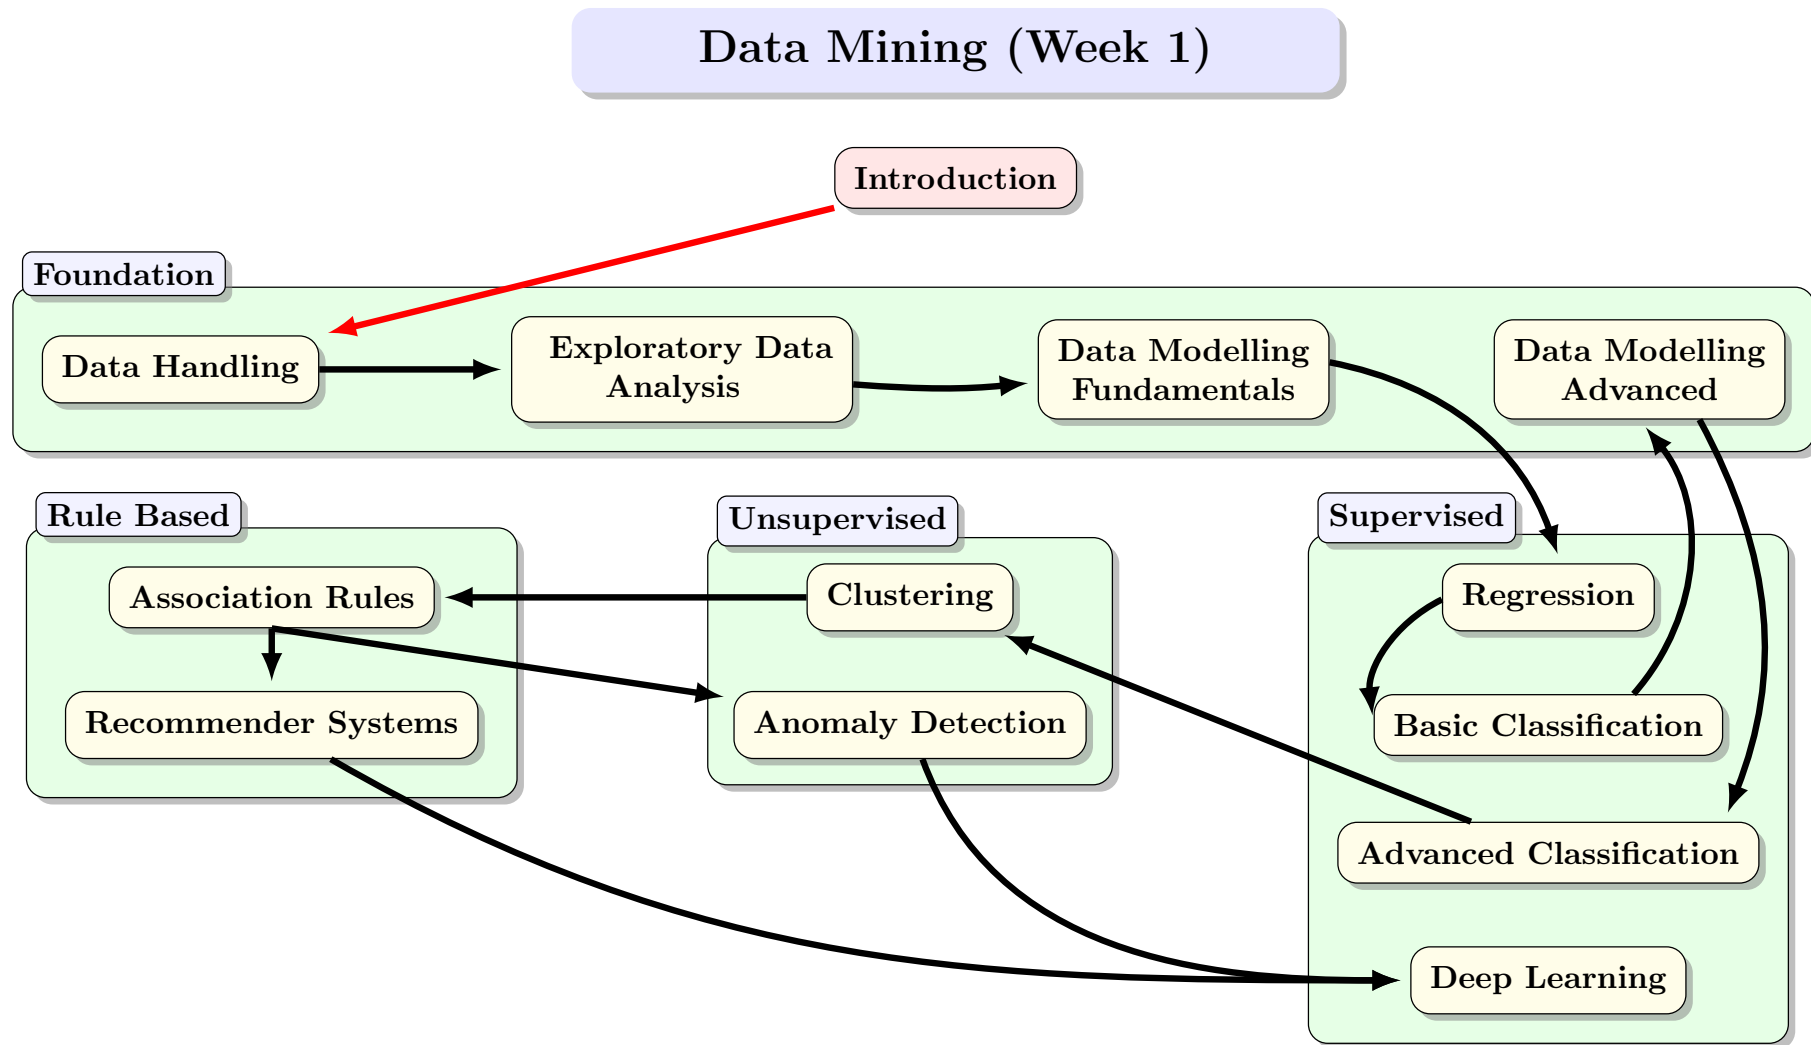 Data Mining (Week 1)
Introduction
Foundation
Data Handling
Exploratory Data
Analysis
Data Modelling
Fundamentals
Data Modelling
Advanced
Rule Based
Association Rules
Recommender Systems
Unsupervised
Clustering
Anomaly Detection
Supervised
Regression
Basic Classification
Advanced Classification
Deep Learning